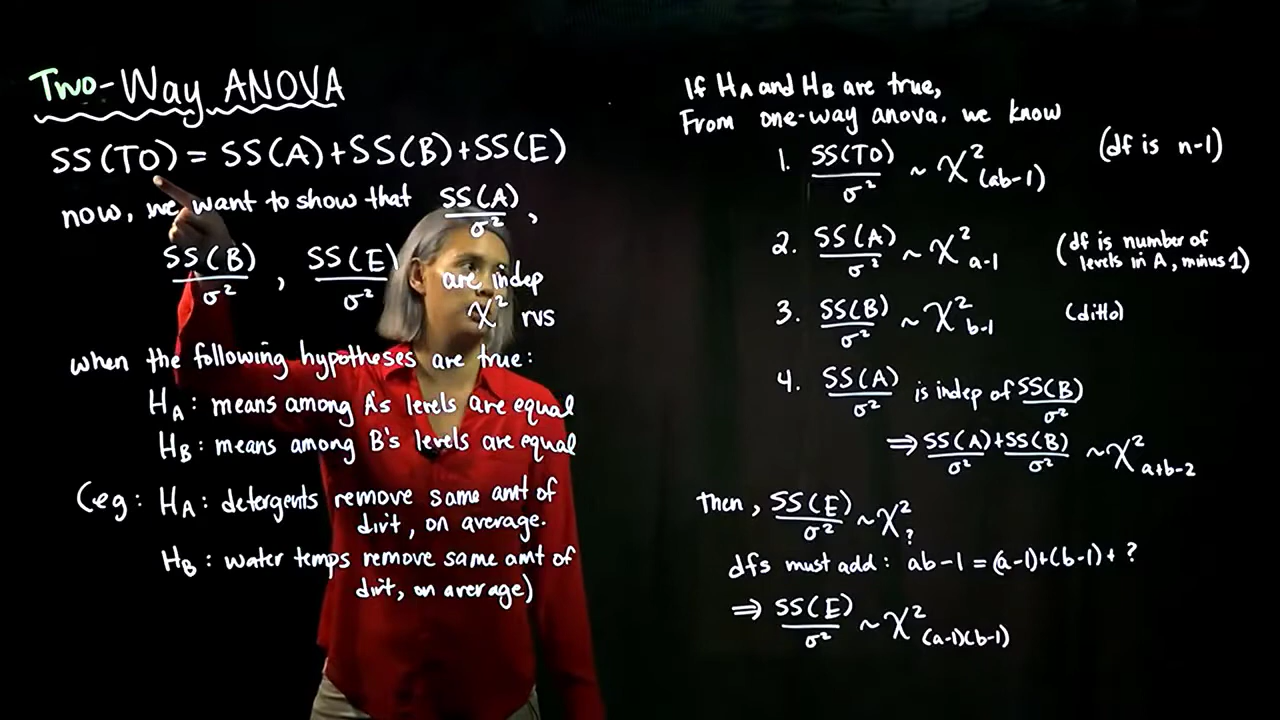 Two-Way ANOVA
SS(TO) = SS(A)+SS(B)+SS(E)
now, we want to show that SS(A)/σ²,
SS(B)/σ², SS(E)/σ² are indep
χ² rvs
when the following hypotheses are true:
H_A: means among A's levels are equal
H_B: means among B's levels are equal
(eg: H_A: detergents remove same amt of
dirt, on average.
H_B: water temps remove same amt of
dirt, on average)
If H_A and H_B are true,
From one-way anova. we know
1. SS(TO)/σ² ~ χ²_(ab-1) (df is n-1)
2. SS(A)/σ² ~ χ²_a-1 (df is number of
levels in A, minus 1)
3. SS(B)/σ² ~ χ²_b-1 (ditto)
4. SS(A)/σ² is indep of SS(B)/σ²
⇒ SS(A)/σ² + SS(B)/σ² ~ χ²_a+b-2
Then, SS(E)/σ² ~ χ²_?
dfs must add: ab-1 = (a-1)+(b-1)+ ?
⇒ SS(E)/σ² ~ χ²_(a-1)(b-1)